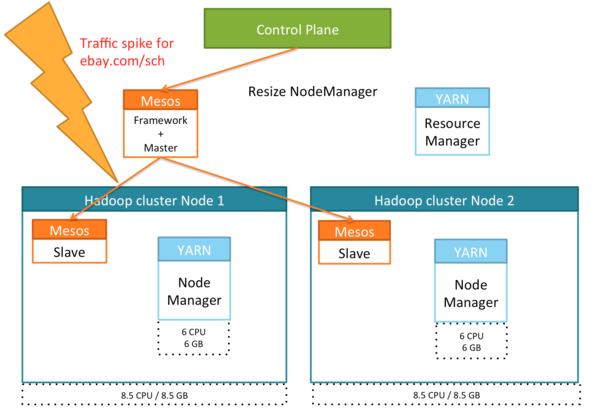 Traffic spike for
ebay.com/sch
Control Plane
Mesos
Framework
+
Master
Resize NodeManager
YARN
Resource
Manager
Hadoop cluster Node 1
Mesos
Slave
YARN
Node
Manager
6 CPU
6 GB
8.5 CPU / 8.5 GB
Hadoop cluster Node 2
Mesos
Slave
YARN
Node
Manager
6 CPU
6 GB
8.5 CPU / 8.5 GB